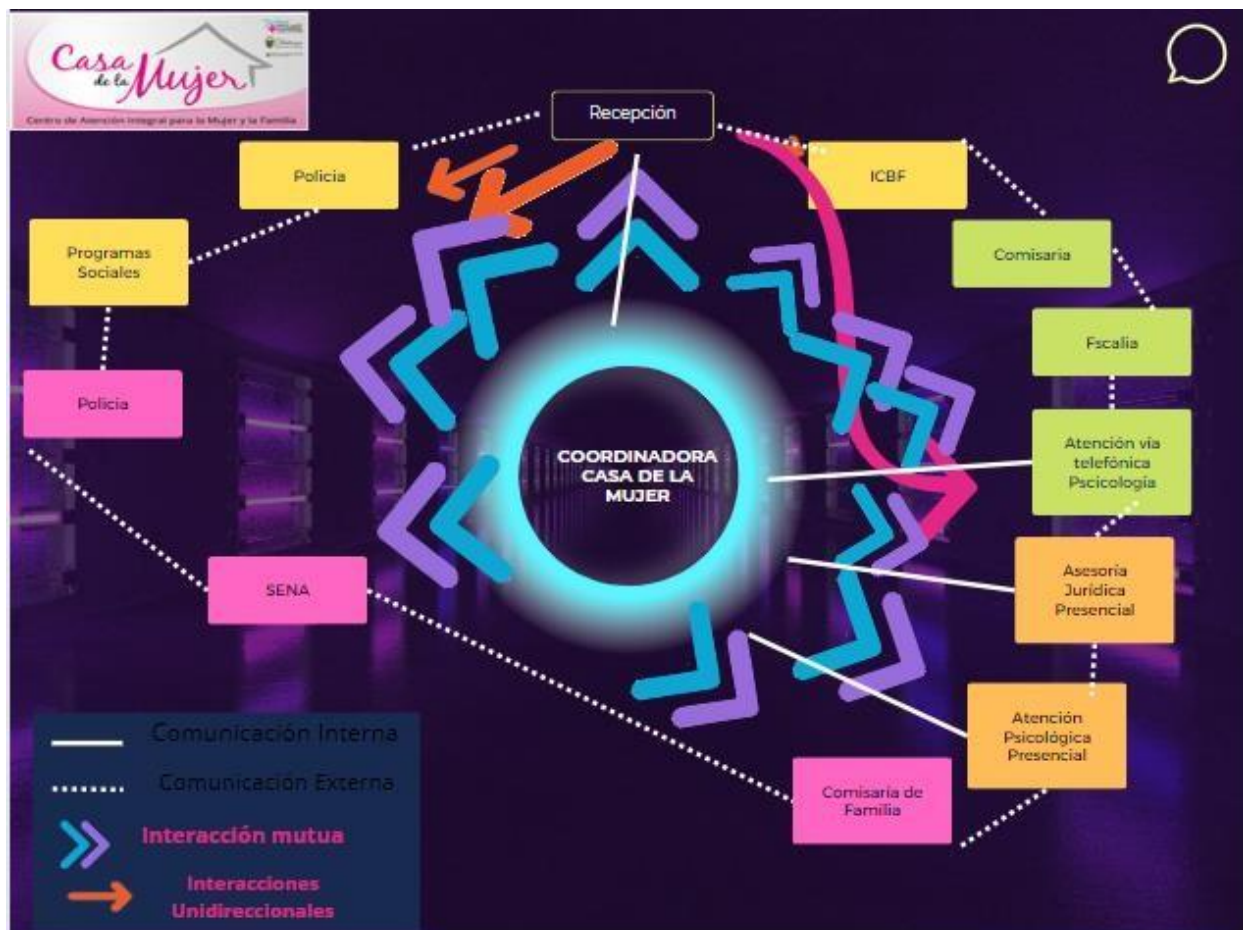 Casa
de la
Mujer
Centro de Atención Integral para la Mujer y la Familia
Recepción
Policia
ICBF
Programas
Sociales
Comisaria
Fscalia
Policia
Atención vía
telefónica
Pscicología
COORDINADORA
CASA DE LA
MUJER
SENA
Asesoría
Jurídica
Presencial
Atención
Psicológica
Presencial
Comisaría de
Familia
Comunicación Interna
Comunicación Externa
Interacción mutua
Interacciones
Unidireccionales